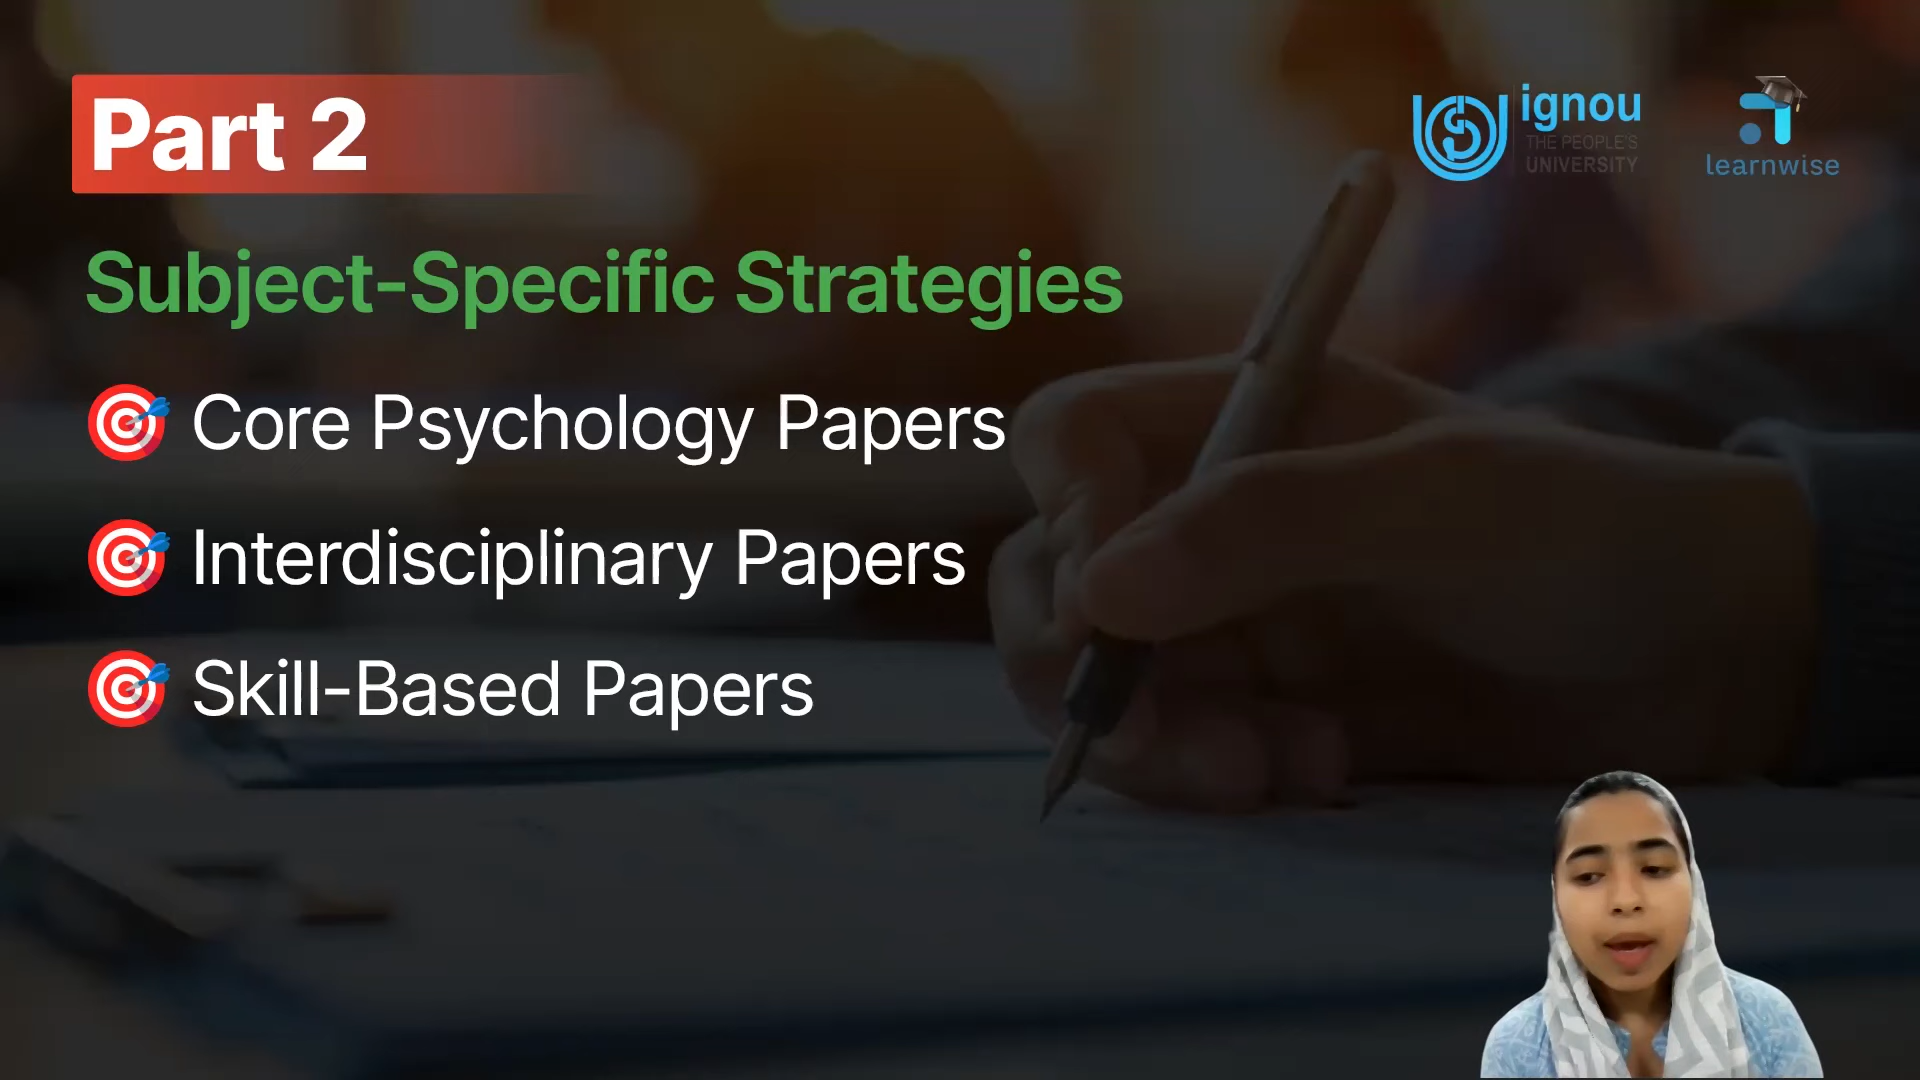 Part 2
ignou
THE PEOPLE'S
UNIVERSITY
learnwise
Subject-Specific Strategies
Core Psychology Papers
Interdisciplinary Papers
Skill-Based Papers